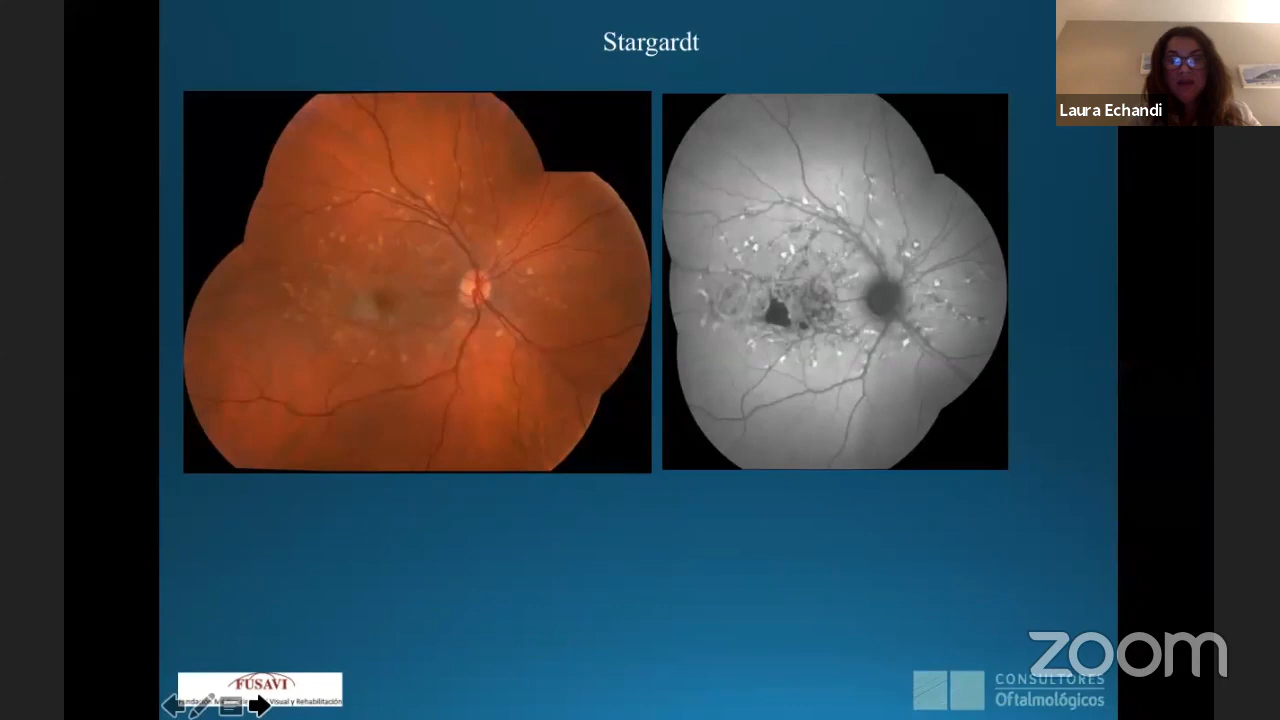 Stargardt
Laura Echandi
FUSAVI
Visual y Rehabilitación
zoom
CONSULTORES
Oftalmológicos